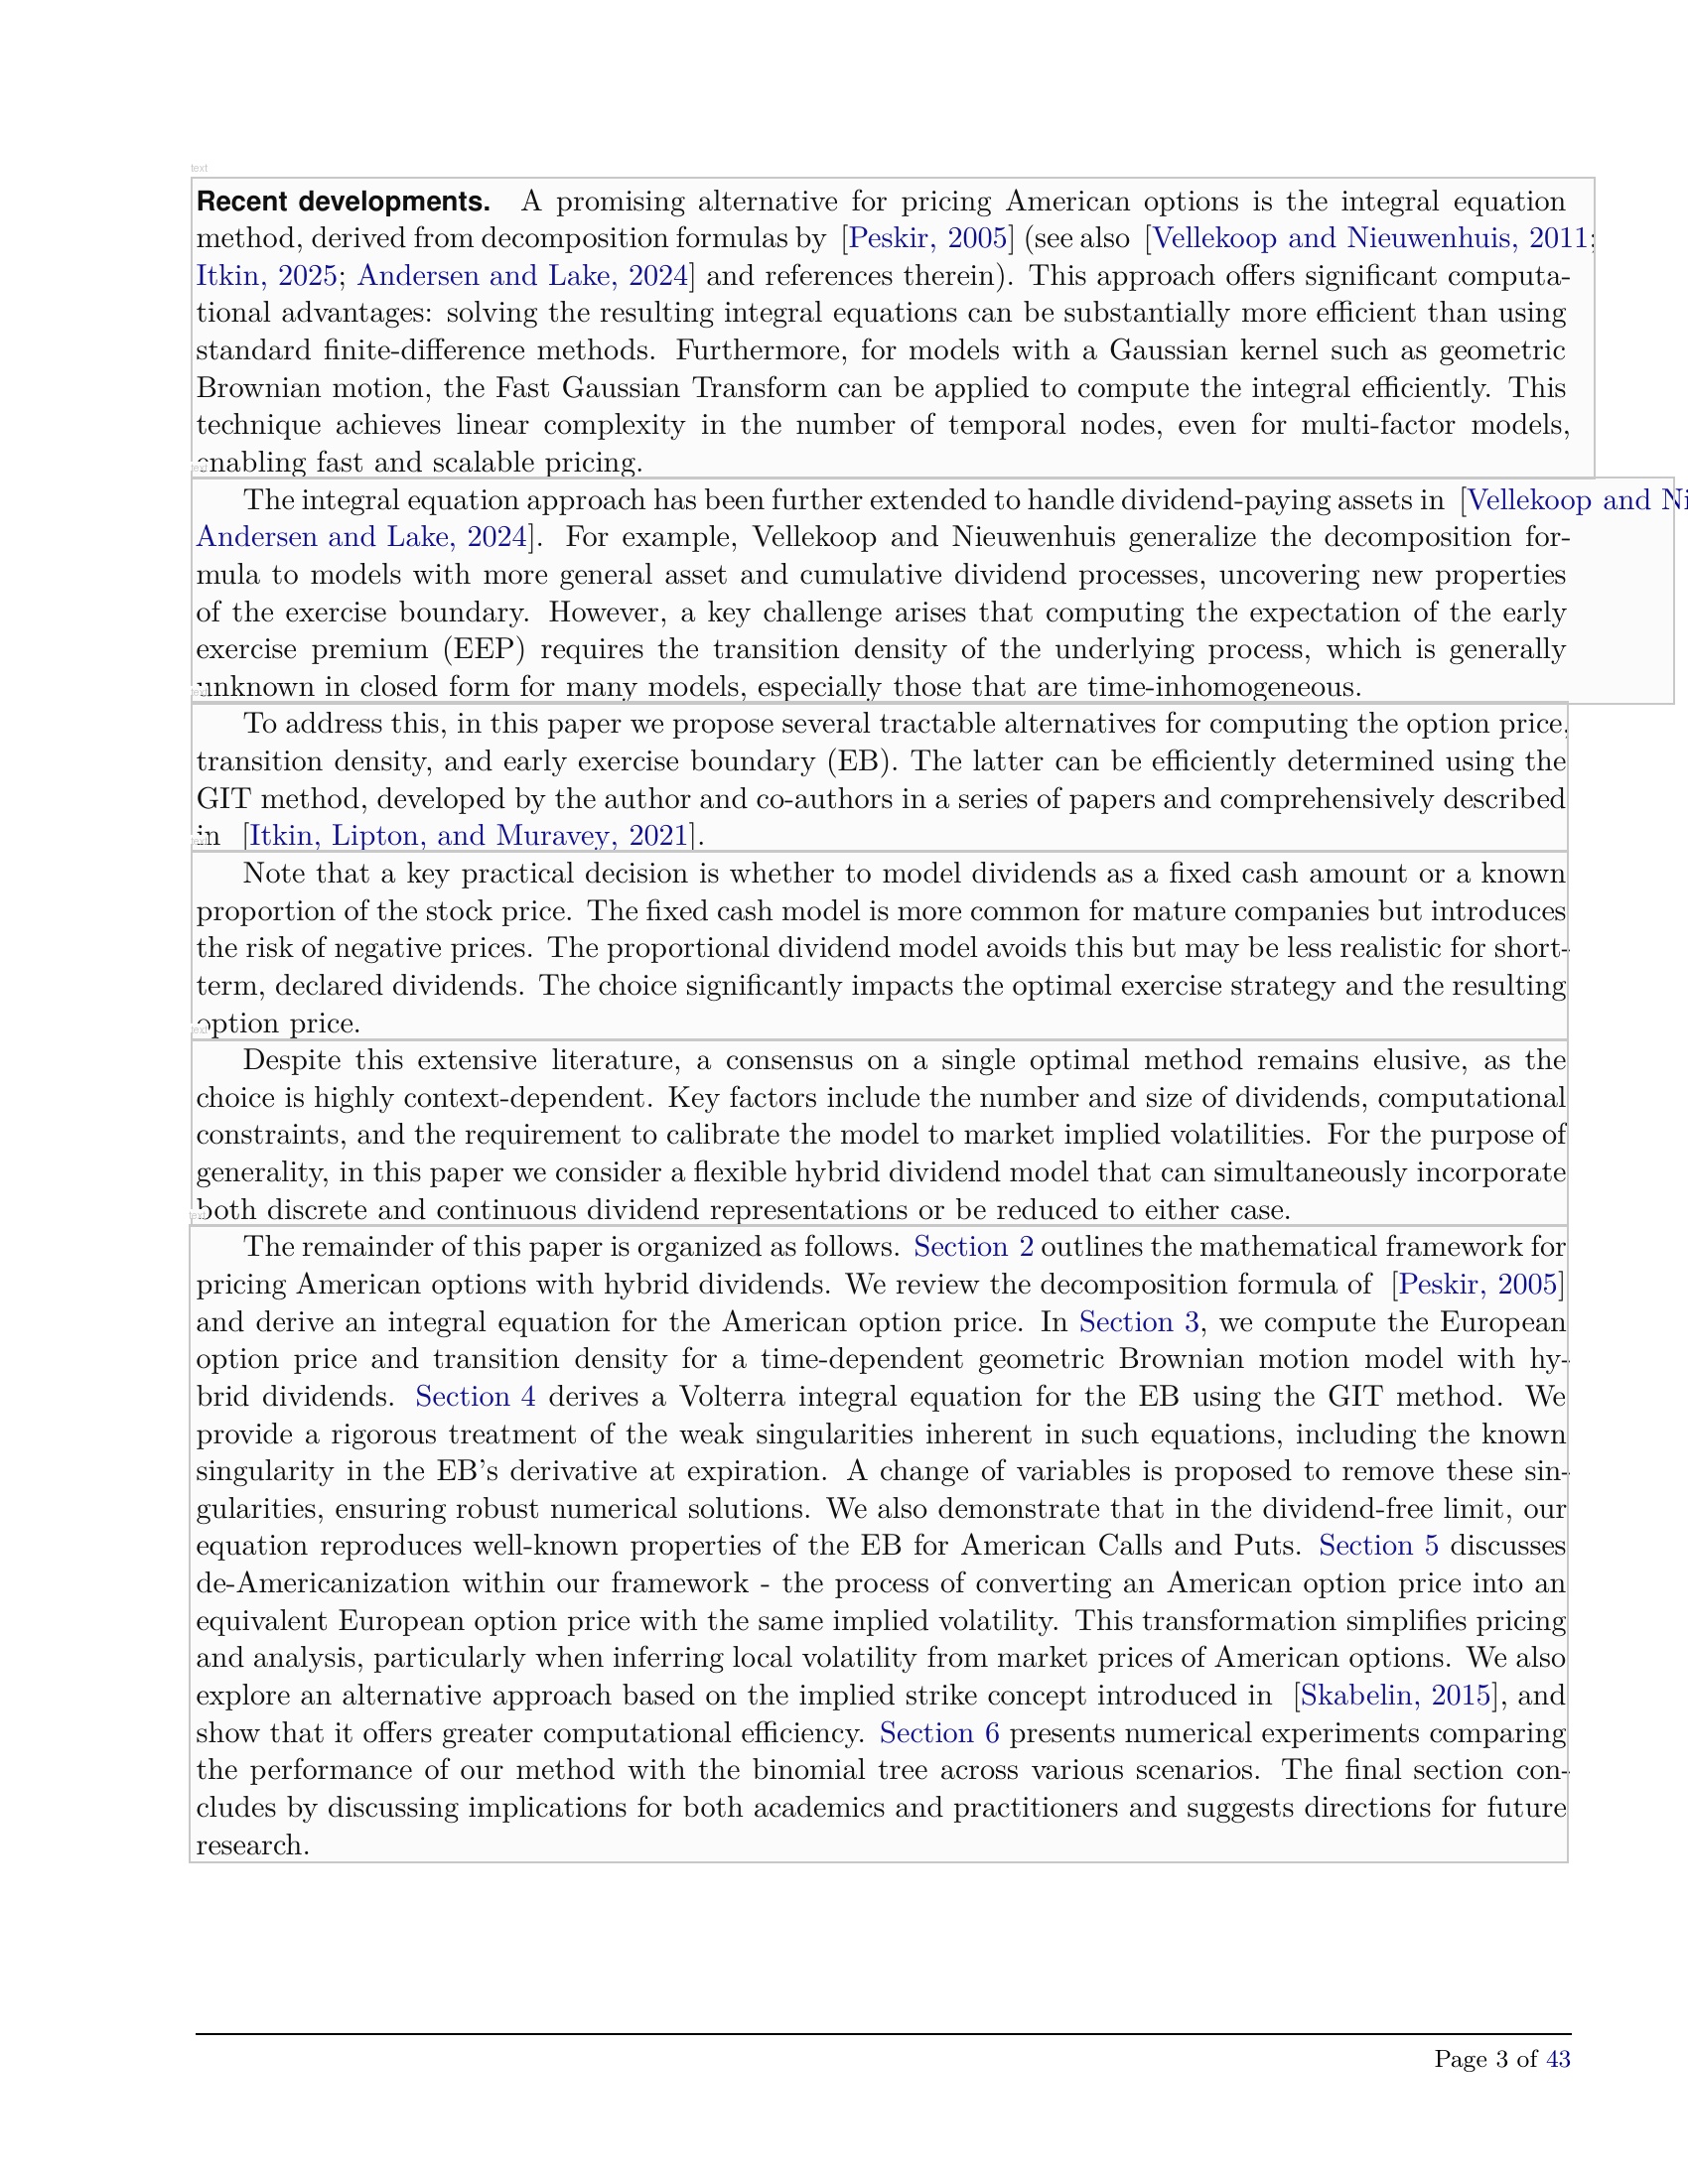 text
Recent developments. A promising alternative for pricing American options is the integral equation
method, derived from decomposition formulas by [Peskir, 2005] (see also [Vellekoop and Nieuwenhuis, 2011;
Itkin, 2025; Andersen and Lake, 2024] and references therein). This approach offers significant computa-
tional advantages: solving the resulting integral equations can be substantially more efficient than using
standard finite-difference methods. Furthermore, for models with a Gaussian kernel such as geometric
Brownian motion, the Fast Gaussian Transform can be applied to compute the integral efficiently. This
technique achieves linear complexity in the number of temporal nodes, even for multi-factor models,
enabling fast and scalable pricing.
text
The integral equation approach has been further extended to handle dividend-paying assets in [Vellekoop and Ni
Andersen and Lake, 2024]. For example, Vellekoop and Nieuwenhuis generalize the decomposition for-
mula to models with more general asset and cumulative dividend processes, uncovering new properties
of the exercise boundary. However, a key challenge arises that computing the expectation of the early
exercise premium (EEP) requires the transition density of the underlying process, which is generally
unknown in closed form for many models, especially those that are time-inhomogeneous.
text
To address this, in this paper we propose several tractable alternatives for computing the option price,
transition density, and early exercise boundary (EB). The latter can be efficiently determined using the
GIT method, developed by the author and co-authors in a series of papers and comprehensively described
in [Itkin, Lipton, and Muravey, 2021].
text
Note that a key practical decision is whether to model dividends as a fixed cash amount or a known
proportion of the stock price. The fixed cash model is more common for mature companies but introduces
the risk of negative prices. The proportional dividend model avoids this but may be less realistic for short-
term, declared dividends. The choice significantly impacts the optimal exercise strategy and the resulting
option price.
text
Despite this extensive literature, a consensus on a single optimal method remains elusive, as the
choice is highly context-dependent. Key factors include the number and size of dividends, computational
constraints, and the requirement to calibrate the model to market implied volatilities. For the purpose of
generality, in this paper we consider a flexible hybrid dividend model that can simultaneously incorporate
both discrete and continuous dividend representations or be reduced to either case.
text
The remainder of this paper is organized as follows. Section 2 outlines the mathematical framework for
pricing American options with hybrid dividends. We review the decomposition formula of [Peskir, 2005]
and derive an integral equation for the American option price. In Section 3, we compute the European
option price and transition density for a time-dependent geometric Brownian motion model with hy-
brid dividends. Section 4 derives a Volterra integral equation for the EB using the GIT method. We
provide a rigorous treatment of the weak singularities inherent in such equations, including the known
singularity in the EB's derivative at expiration. A change of variables is proposed to remove these sin-
gularities, ensuring robust numerical solutions. We also demonstrate that in the dividend-free limit, our
equation reproduces well-known properties of the EB for American Calls and Puts. Section 5 discusses
de-Americanization within our framework - the process of converting an American option price into an
equivalent European option price with the same implied volatility. This transformation simplifies pricing
and analysis, particularly when inferring local volatility from market prices of American options. We also
explore an alternative approach based on the implied strike concept introduced in [Skabelin, 2015], and
show that it offers greater computational efficiency. Section 6 presents numerical experiments comparing
the performance of our method with the binomial tree across various scenarios. The final section con-
cludes by discussing implications for both academics and practitioners and suggests directions for future
research.
Page 3 of 43